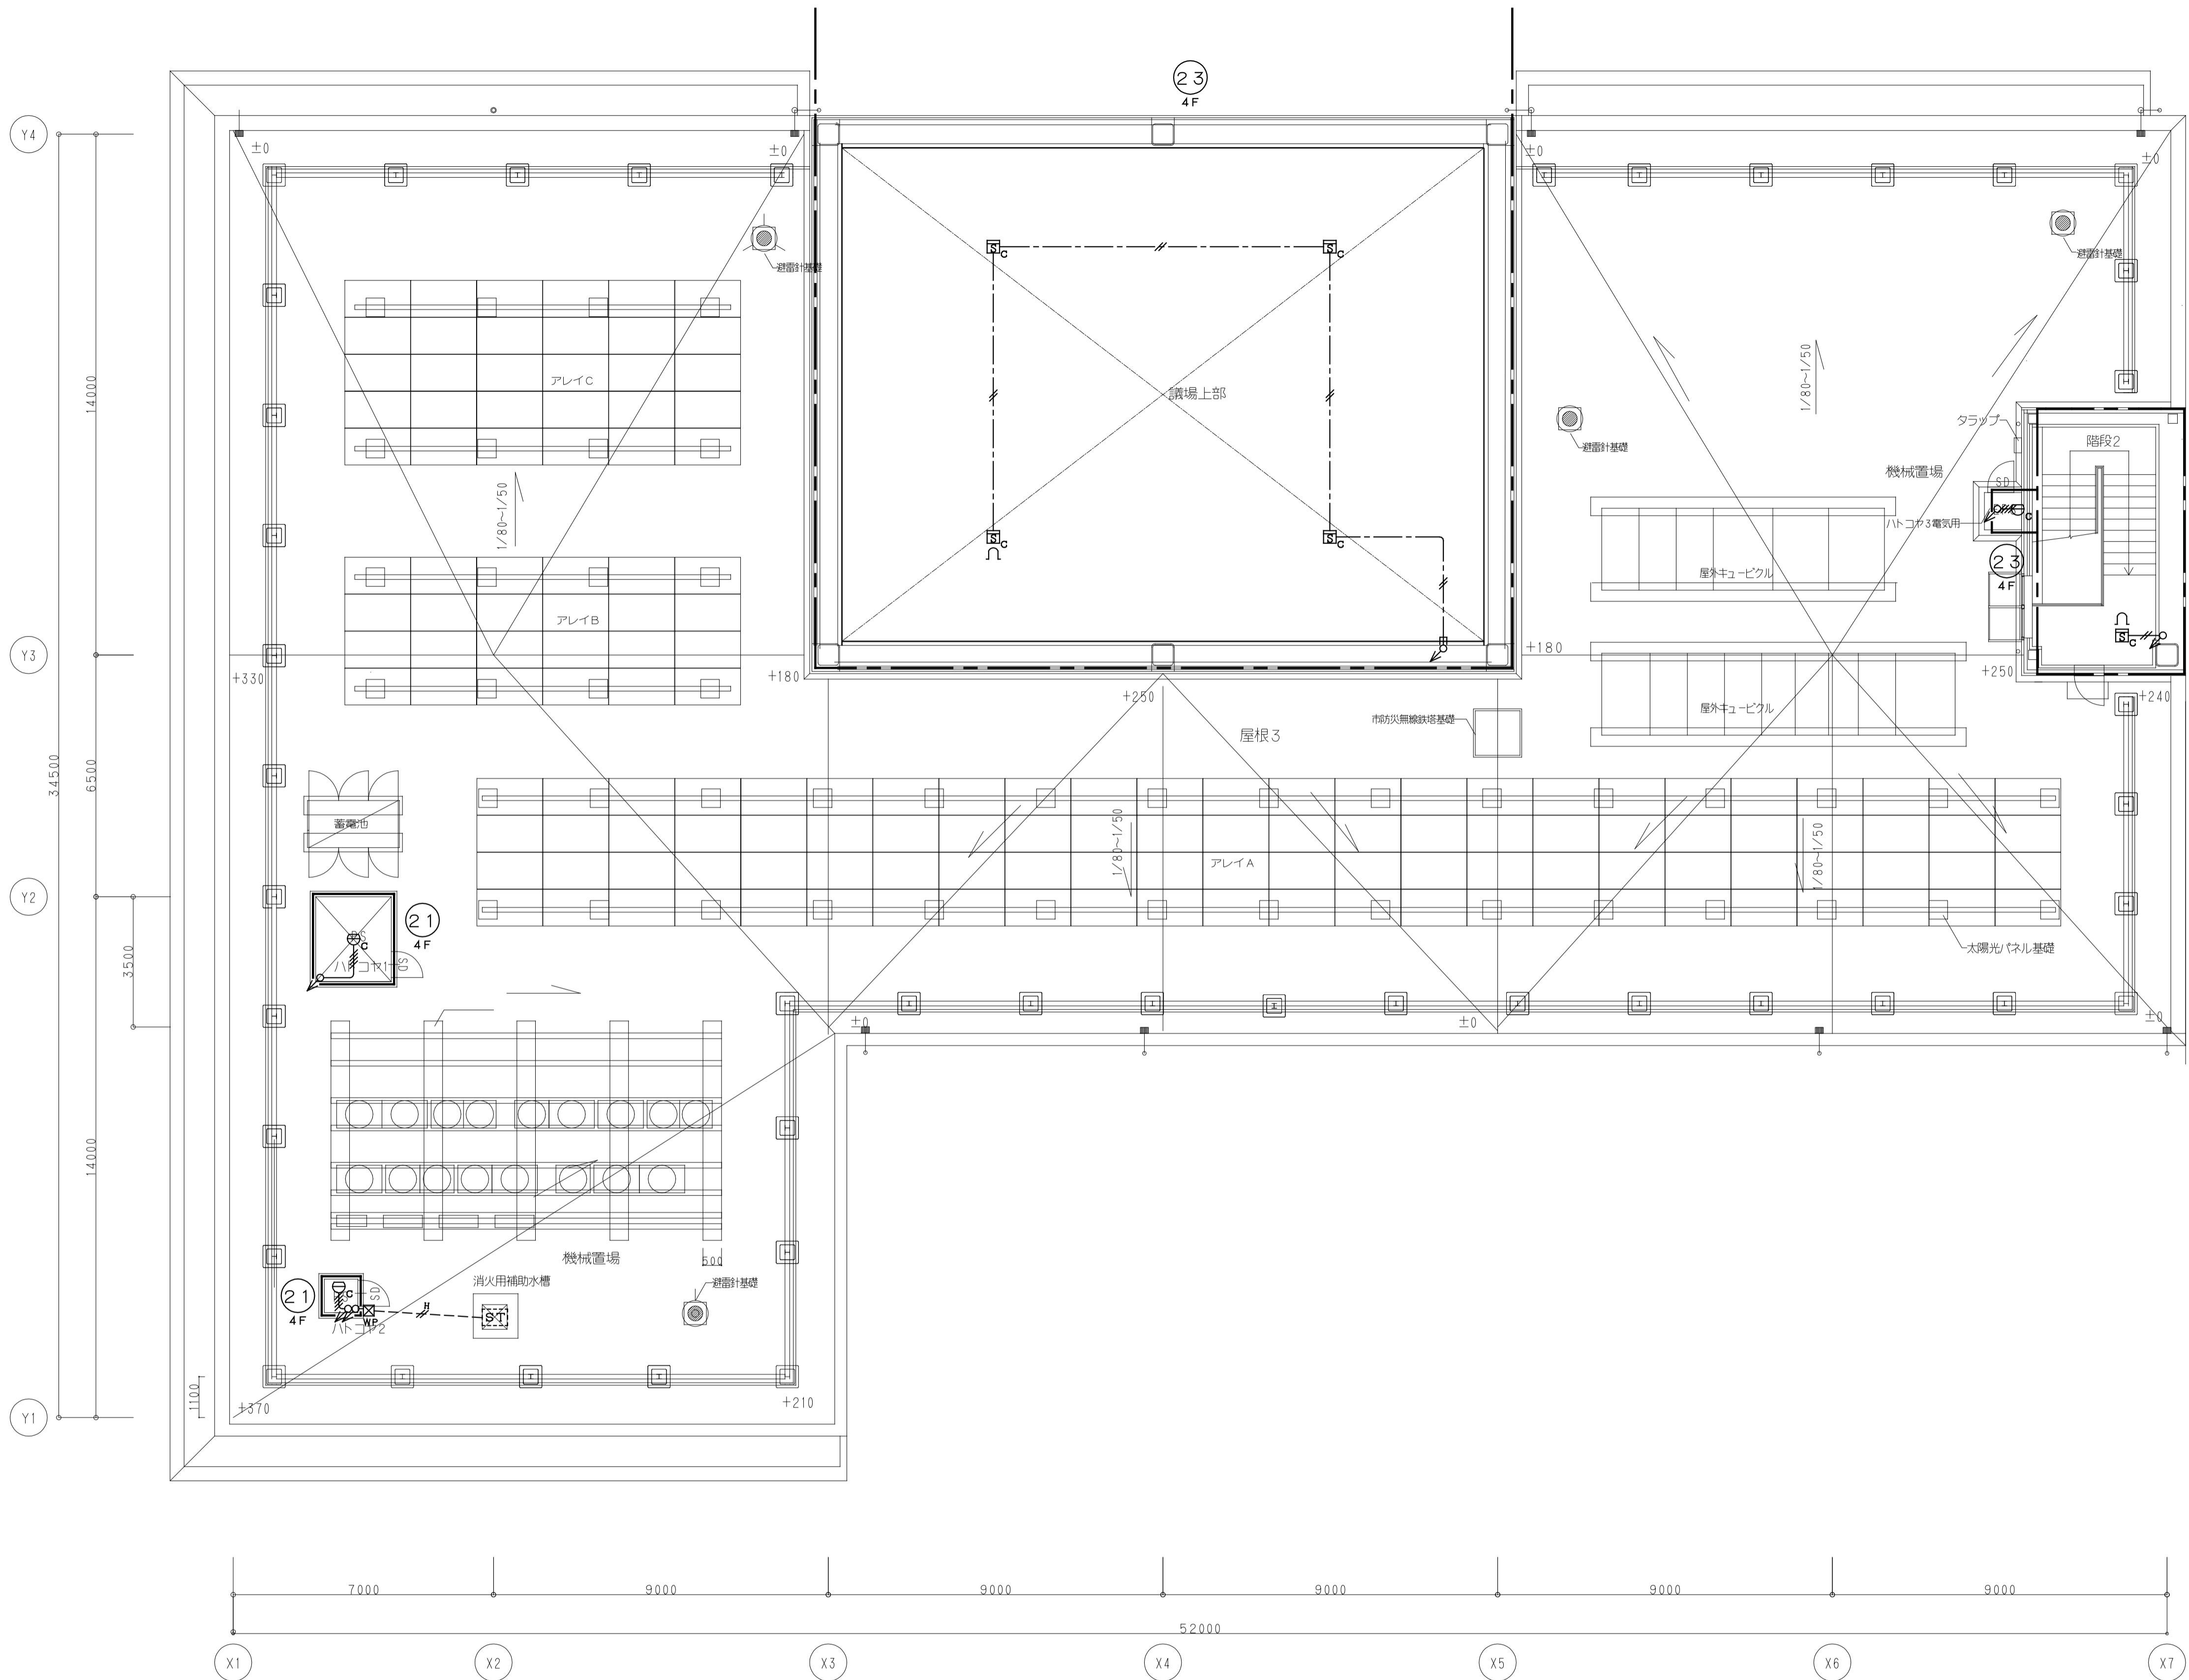 23
4F
Y4
±0
±0
±0
±0
避雷針基礎
避雷針基礎
S
C
S
C
14000
アレイC
議場上部
1/80~1/50
避雷針基礎
タラップ
階段2
機械置場
SD
1/80~1/50
C
ハトコヤ3電気用
S
C
S
C
23
4F
屋外キュービクル
アレイB
S
C
Y3
+330
+180
+180
+250
+240
+250
屋外キュービクル
市防災無線鉄塔基礎
屋根3
34500
6500
蓄電池
1/80~1/50
1/80~1/50
アレイA
Y2
21
4F
C
太陽光パネル基礎
3500
ハトコヤ1
SD
±0
±0
±0
14000
機械置場
500
消火用補助水槽
避雷針基礎
21
4F
C
SD
H
ST
WP
ハトコヤ2
1100
+370
+210
Y1
7000
9000
9000
9000
9000
9000
52000
X1
X2
X3
X4
X5
X6
X7